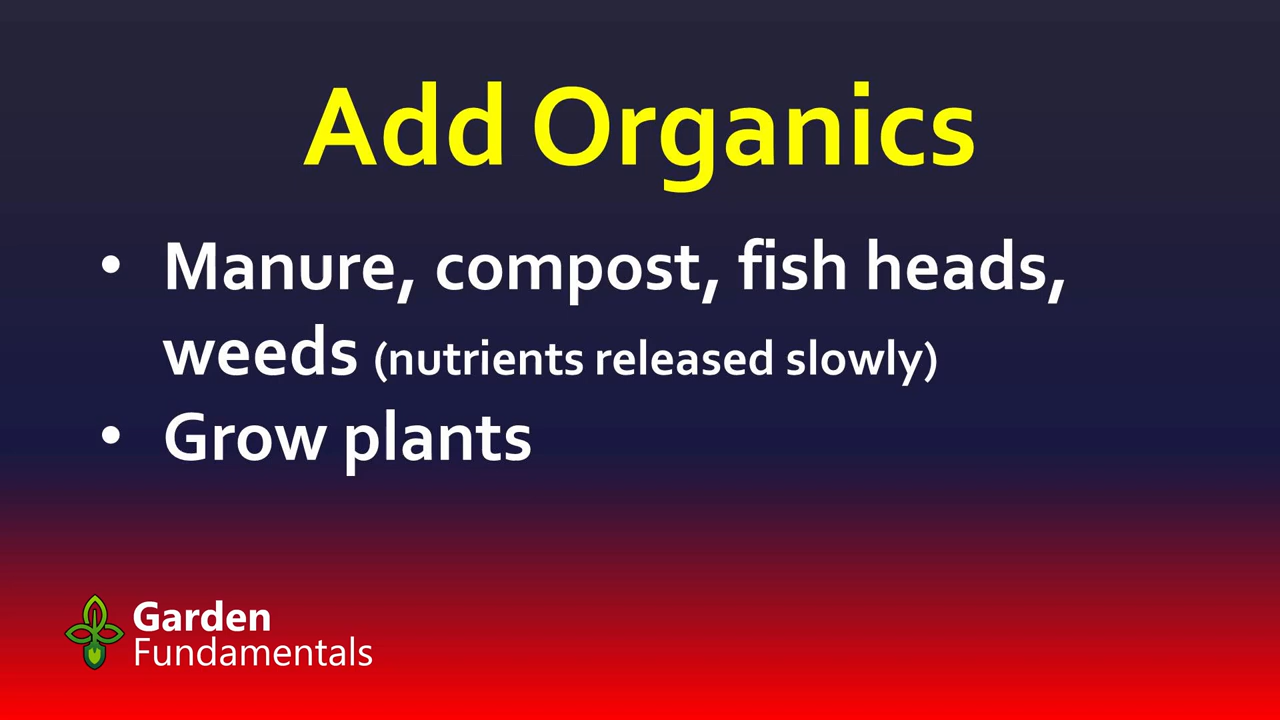 Add Organics
• Manure, compost, fish heads,
weeds (nutrients released slowly)
• Grow plants
Garden
Fundamentals